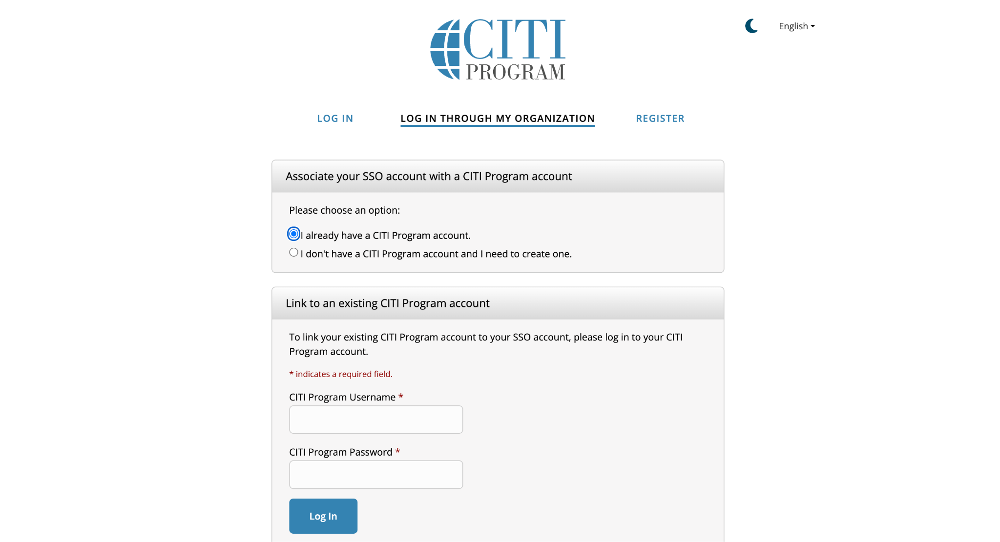 CITI
PROGRAM
English
LOG IN
LOG IN THROUGH MY ORGANIZATION
REGISTER
Associate your SSO account with a CITI Program account
Please choose an option:
I already have a CITI Program account.
I don't have a CITI Program account and I need to create one.
Link to an existing CITI Program account
To link your existing CITI Program account to your SSO account, please log in to your CITI
Program account.
* indicates a required field.
CITI Program Username *
CITI Program Password *
Log In